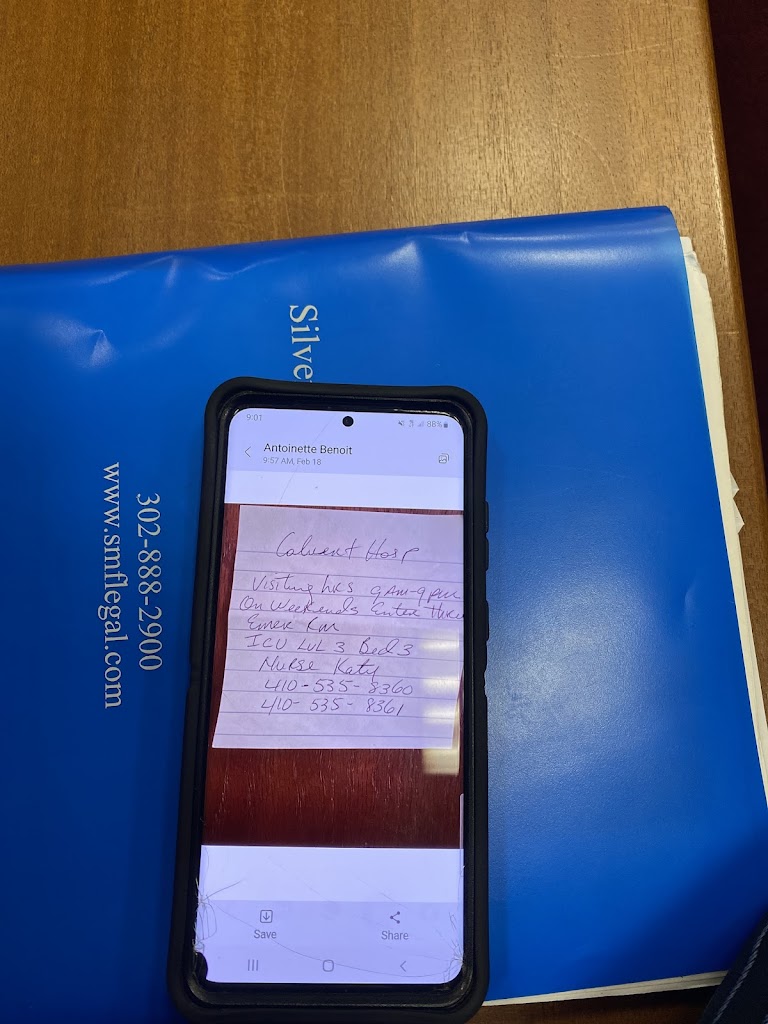 Silve
302-888-2900
www.smflegal.com
9:01
88%
Antoinette Benoit
9:57 AM, Feb 18
Calvert Hosp
Visiting hrs 9AM-9pm
On Weekends Enter thru
Emer Rm
ICU LVL 3 Bed 3
Nurse Katy
410-535-8360
410-535-8361
Save
Share